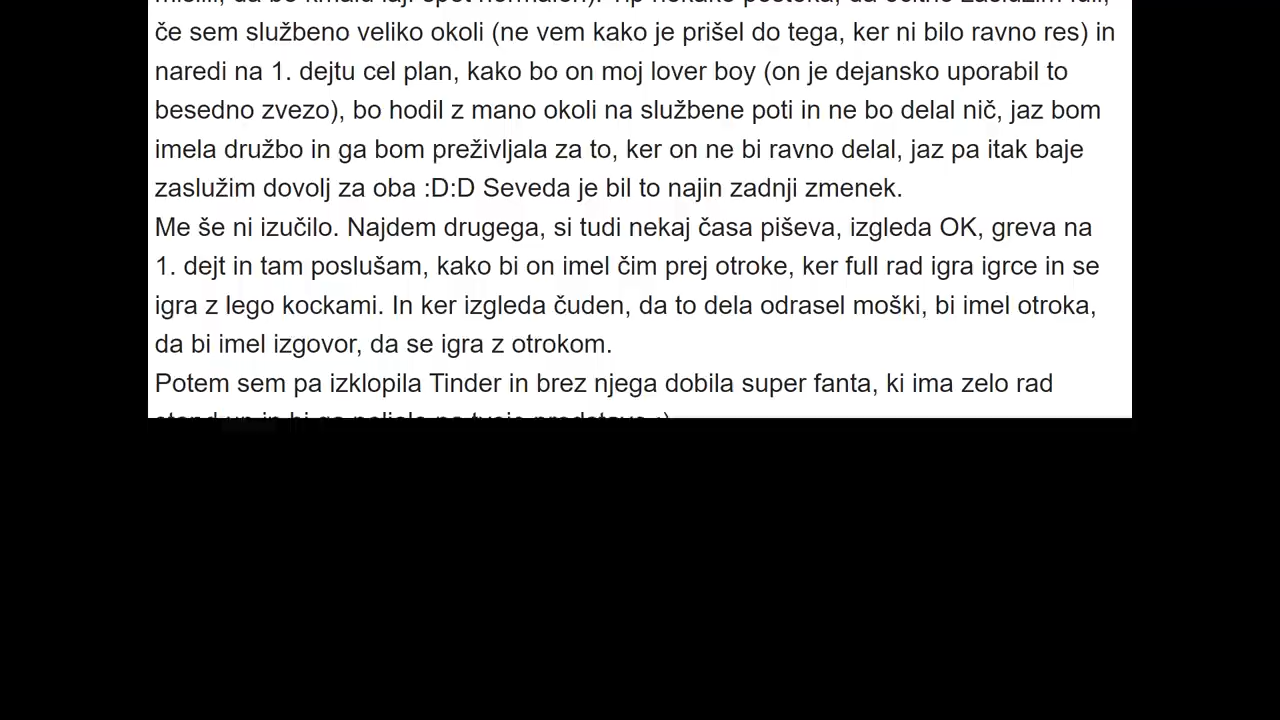 če sem službeno veliko okoli (ne vem kako je prišel do tega, ker ni bilo ravno res) in
naredi na 1. dejtu cel plan, kako bo on moj lover boy (on je dejansko uporabil to
besedno zvezo), bo hodil z mano okoli na službene poti in ne bo delal nič, jaz bom
imela družbo in ga bom preživljala za to, ker on ne bi ravno delal, jaz pa itak baje
zaslužim dovolj za oba :D:D Seveda je bil to najin zadnji zmenek.
Me še ni izučilo. Najdem drugega, si tudi nekaj časa piševa, izgleda OK, greva na
1. dejt in tam poslušam, kako bi on imel čim prej otroke, ker full rad igra igrce in se
igra z lego kockami. In ker izgleda čuden, da to dela odrasel moški, bi imel otroka,
da bi imel izgovor, da se igra z otrokom.
Potem sem pa izklopila Tinder in brez njega dobila super fanta, ki ima zelo rad